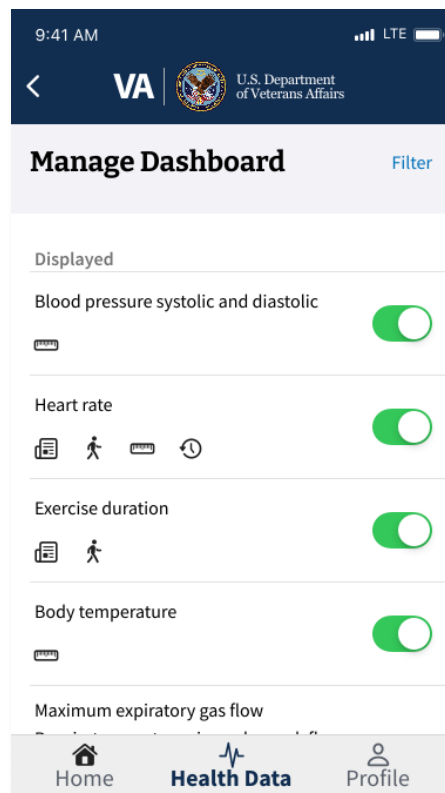 9:41 AM LTE
VA U.S. Department
of Veterans Affairs
Manage Dashboard Filter
Displayed
Blood pressure systolic and diastolic
Heart rate
Exercise duration
Body temperature
Maximum expiratory gas flow
Home Health Data Profile